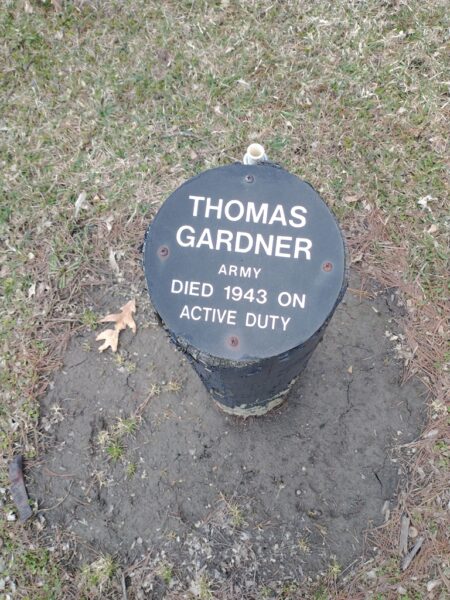 THOMAS
GARDNER
ARMY
DIED 1943 ON
ACTIVE DUTY